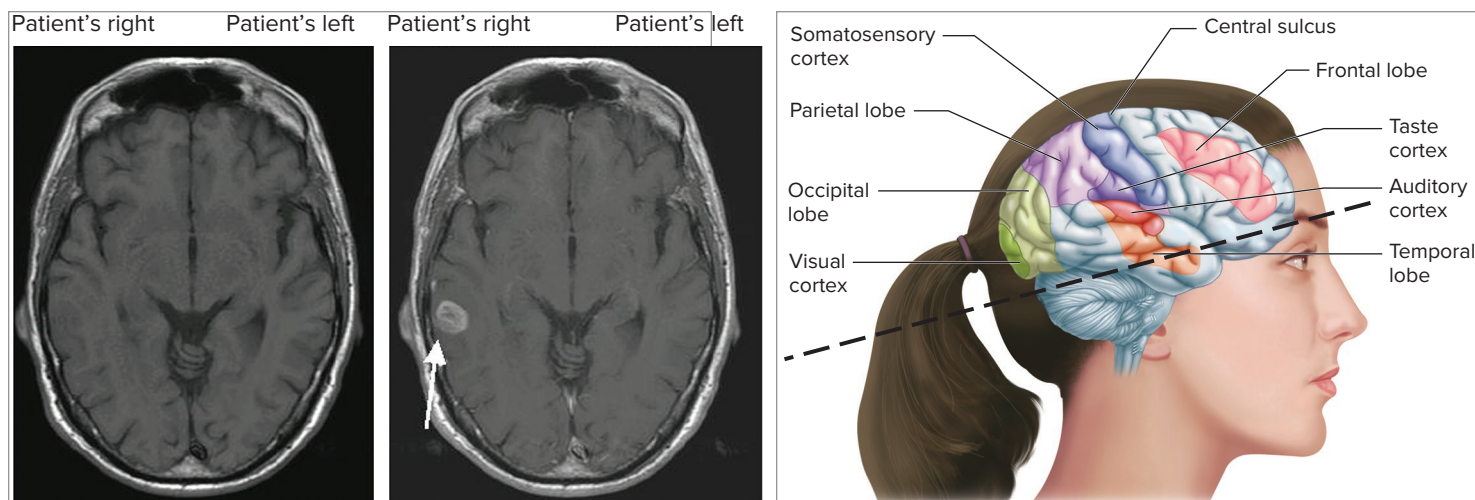 Patient's right
Patient's left
Patient's right
Patient's left
Somatosensory
cortex
Central sulcus
Frontal lobe
Parietal lobe
Taste
cortex
Occipital
lobe
Auditory
cortex
Visual
cortex
Temporal
lobe